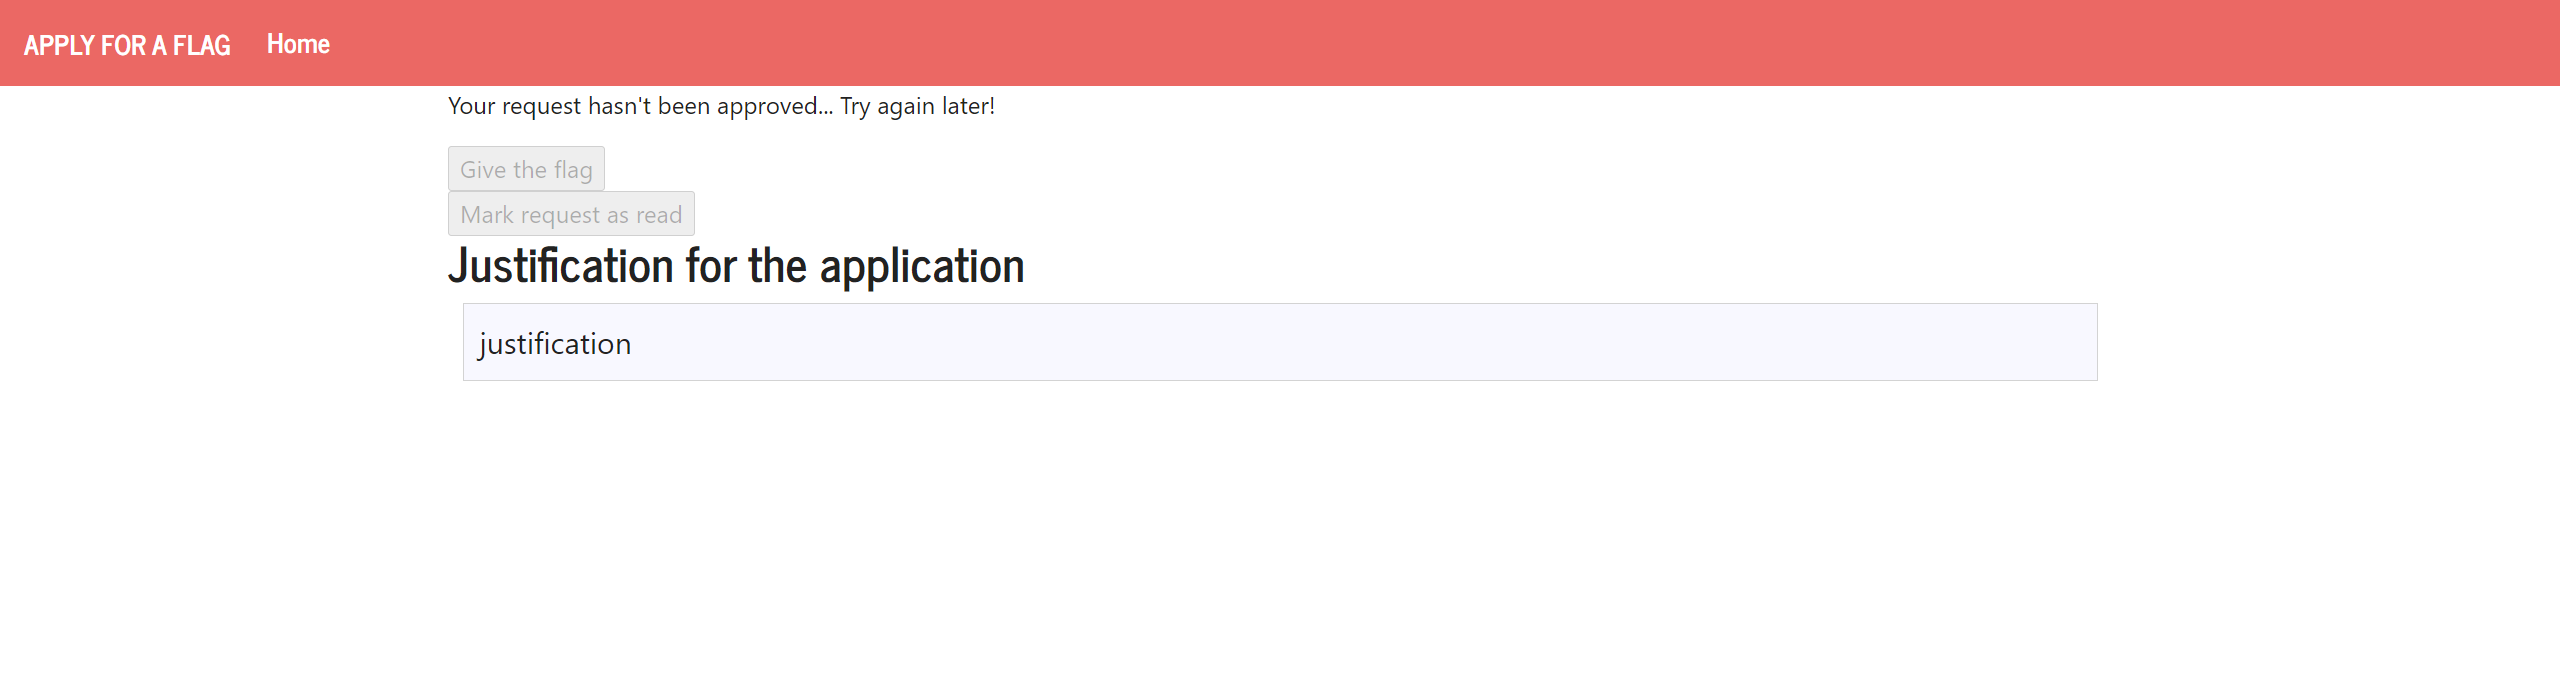 APPLY FOR A FLAG Home
Your request hasn't been approved... Try again later!
Give the flag
Mark request as read
Justification for the application
justification